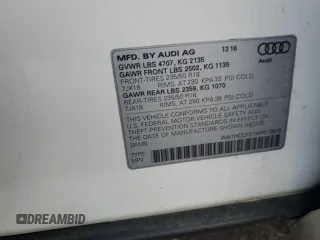 MFD. BY AUDI AG 12 16
GVWR LBS 4707, KG 2135
GAWR FRONT LBS 2502, KG 1135
FRONT-TIRES 235/60 R18
7JX18 RIMS, AT 230 KPA 33 PSI COLD
GAWR REAR LBS 2359, KG 1070
REAR-TIRES 235/60 R18
7JX18 RIMS, AT 250 KPA 36 PSI COLD
THIS VEHICLE CONFORMS TO ALL
APPLICABLE FEDERAL MOTOR VEHICLE
SAFETY, BUMPER AND THEFT
PREVENTION STANDARDS IN EFFECT
ON THE DATE OF MANUFACTURE
SHOWN ABOVE
TYPE:
MPV
DREAMBID
DREAMBID.COM